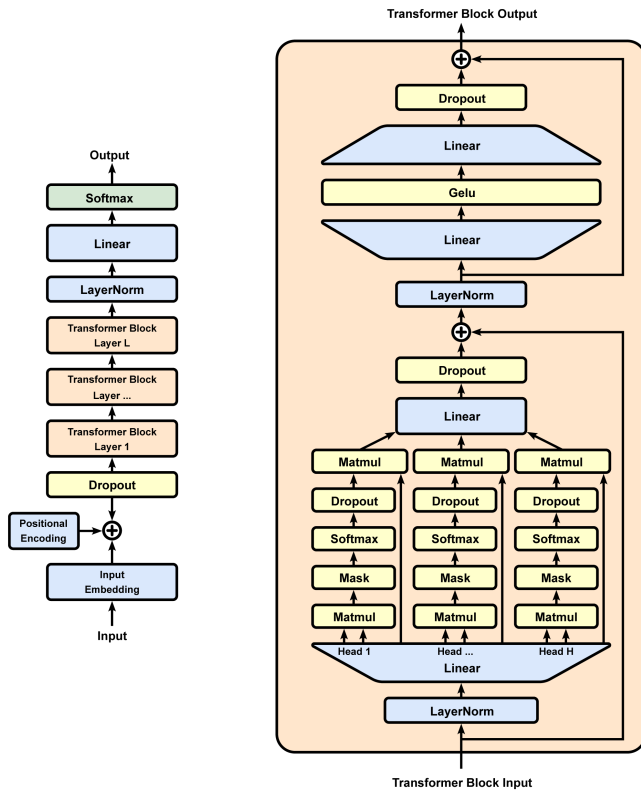 Output
Softmax
Linear
LayerNorm
Transformer Block
Layer L
Transformer Block
Layer ...
Transformer Block
Layer 1
Dropout
Positional
Encoding
Input
Embedding
Input
Transformer Block Output
Dropout
Linear
Gelu
Linear
LayerNorm
Dropout
Linear
Matmul Matmul Matmul
Dropout Dropout Dropout
Softmax Softmax Softmax
Mask Mask Mask
Matmul Matmul Matmul
Head 1 Head ... Head H
Linear
LayerNorm
Transformer Block Input